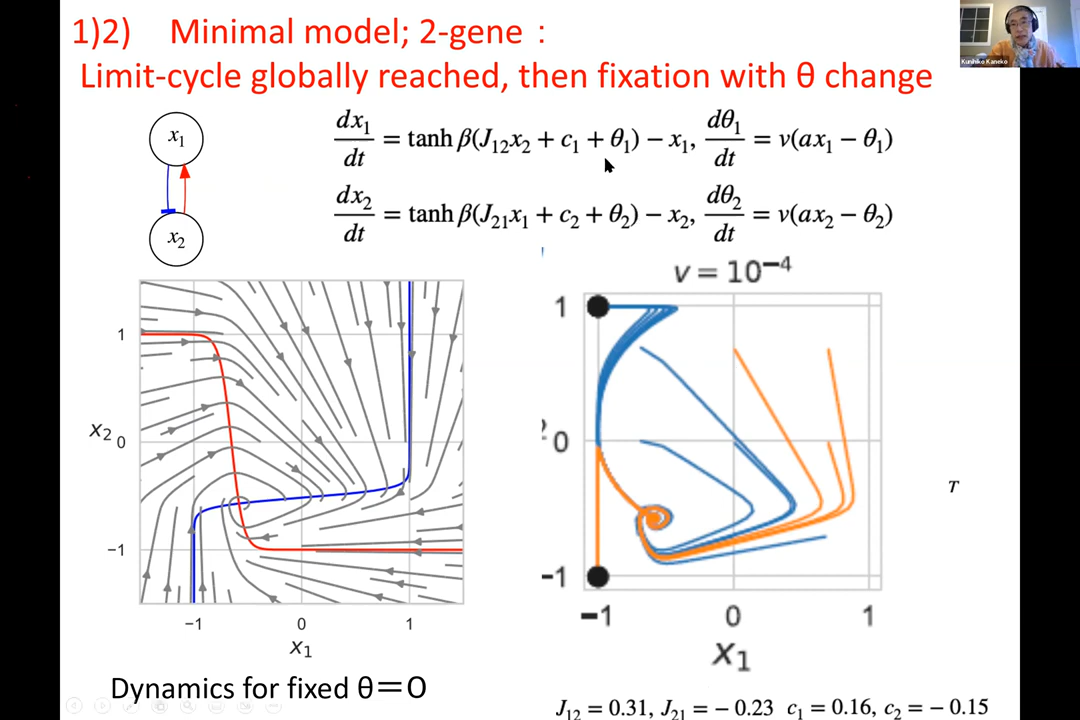 1)2) Minimal model; 2-gene :
Limit-cycle globally reached, then fixation with θ change
Kunihiko Kaneko
x₁
x₂
dx₁/dt = tanh β(J₁₂x₂ + c₁ + θ₁) − x₁, dθ₁/dt = v(ax₁ − θ₁)
dx₂/dt = tanh β(J₂₁x₁ + c₂ + θ₂) − x₂, dθ₂/dt = v(ax₂ − θ₂)
v = 10⁻⁴
1
0
−1
x₂
−1 0 1
x₁
1
0
−1
−1 0 1
x₁
T
Dynamics for fixed θ=0
J₁₂ = 0.31, J₂₁ = − 0.23 c₁ = 0.16, c₂ = − 0.15